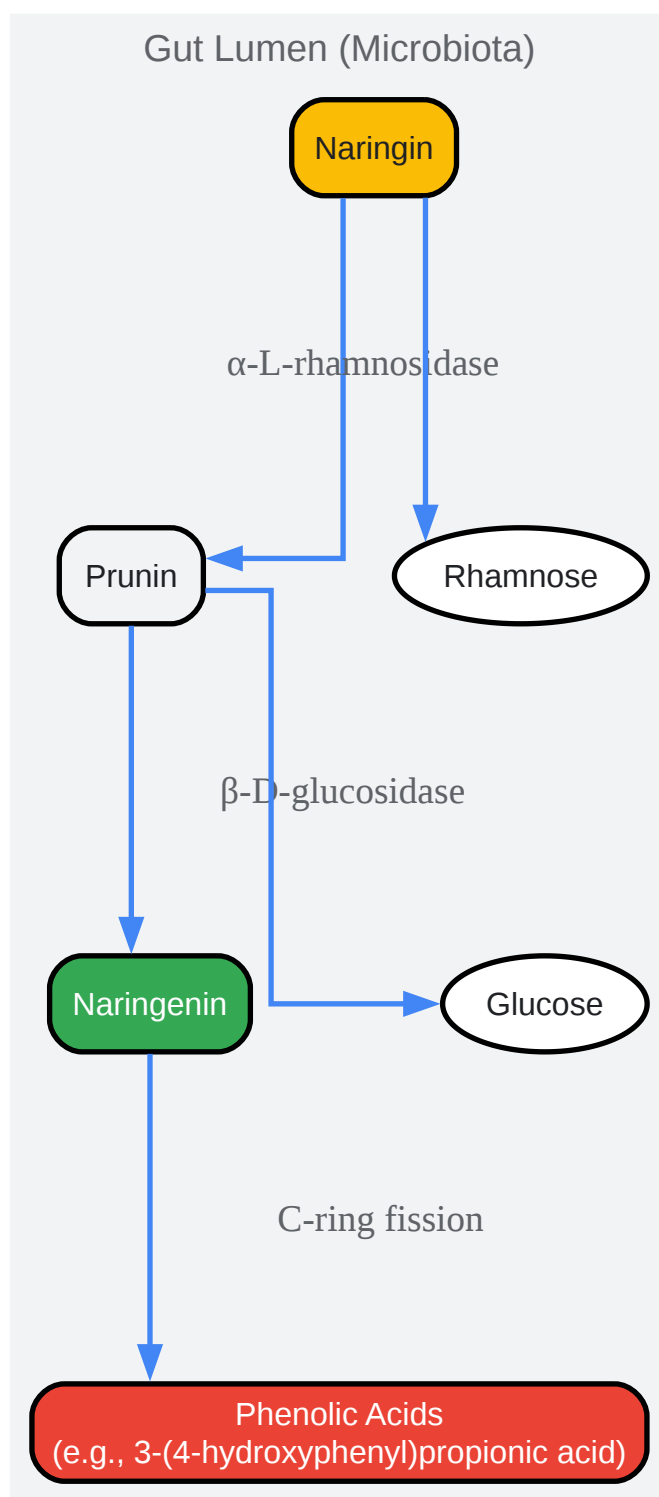 Gut Lumen (Microbiota)
Naringin
α-L-rhamnosidase
Prunin
Rhamnose
β-D-glucosidase
Naringenin
Glucose
C-ring fission
Phenolic Acids
(e.g., 3-(4-hydroxyphenyl)propionic acid)